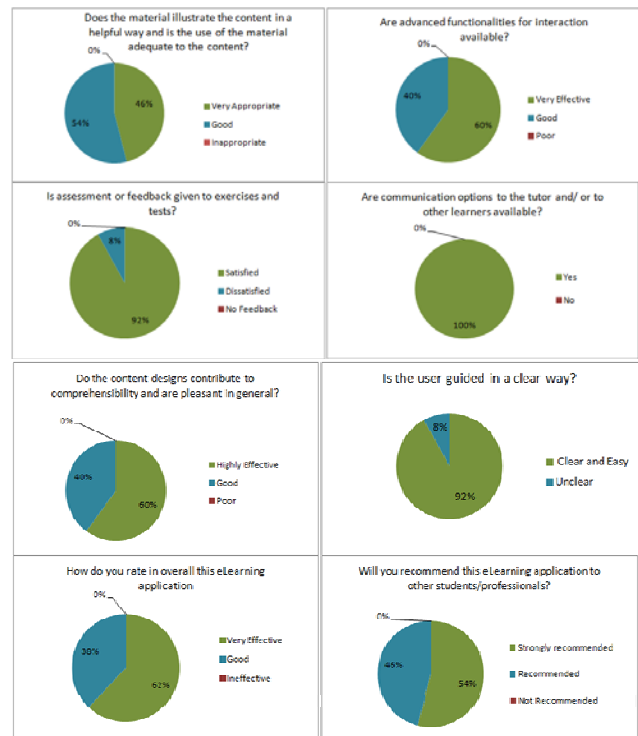 Does the material illustrate the content in a
helpful way and is the use of the material
adequate to the content?
0%
46%
54%
Very Appropriate
Good
Inappropriate
Are advanced functionalities for interaction
available?
0%
40%
60%
Very Effective
Good
Poor
Is assessment or feedback given to exercises and
tests?
0%
8%
92%
Satisfied
Dissatisfied
No Feedback
Are communication options to the tutor and/ or to
other learners available?
0%
100%
Yes
No
Do the content designs contribute to
comprehensibility and are pleasant in general?
0%
40%
60%
Highly Effective
Good
Poor
Is the user guided in a clear way?
8%
92%
Clear and Easy
Unclear
How do you rate in overall this eLearning
application
0%
38%
62%
Very Effective
Good
Ineffective
Will you recommend this eLearning application to
other students/professionals?
0%
46%
54%
Strongly recommended
Recommended
Not Recommended